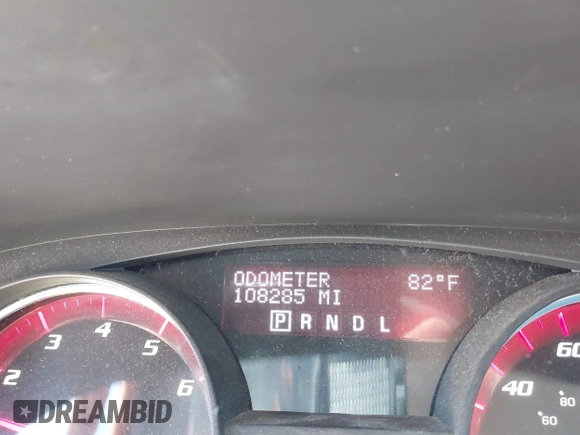 ODOMETER 82°F
108285 MI
P R N D L
2 3 4 5 6
40 60
60 80
DREAMBID